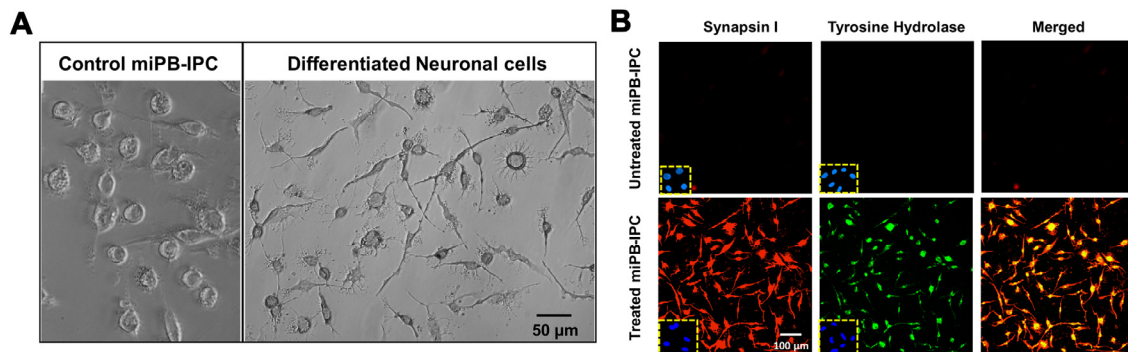 A
Control miPB-IPC
Differentiated Neuronal cells
50 µm
B
Synapsin I
Tyrosine Hydrolase
Merged
Untreated miPB-IPC
Treated miPB-IPC
100 µm